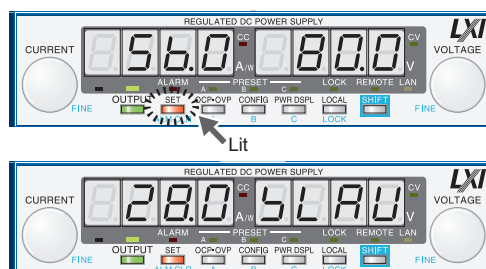 REGULATED DC POWER SUPPLY
LXI
CURRENT
56.0
CC
A/W
80.0
CV
V
VOLTAGE
ALARM
PRESET
A
B
C
LOCK
REMOTE
LAN
OUTPUT
SET
OCP•OVP
CONFIG
PWR DSPL
LOCAL
SHIFT
FINE
B
C
LOCK
FINE
Lit
REGULATED DC POWER SUPPLY
LXI
CURRENT
28.0
CC
A/W
bLAU
CV
V
VOLTAGE
ALARM
PRESET
A
B
C
LOCK
REMOTE
LAN
OUTPUT
SET
OCP•OVP
CONFIG
PWR DSPL
LOCAL
SHIFT
FINE
ALM CLR
A
B
C
LOCK
FINE